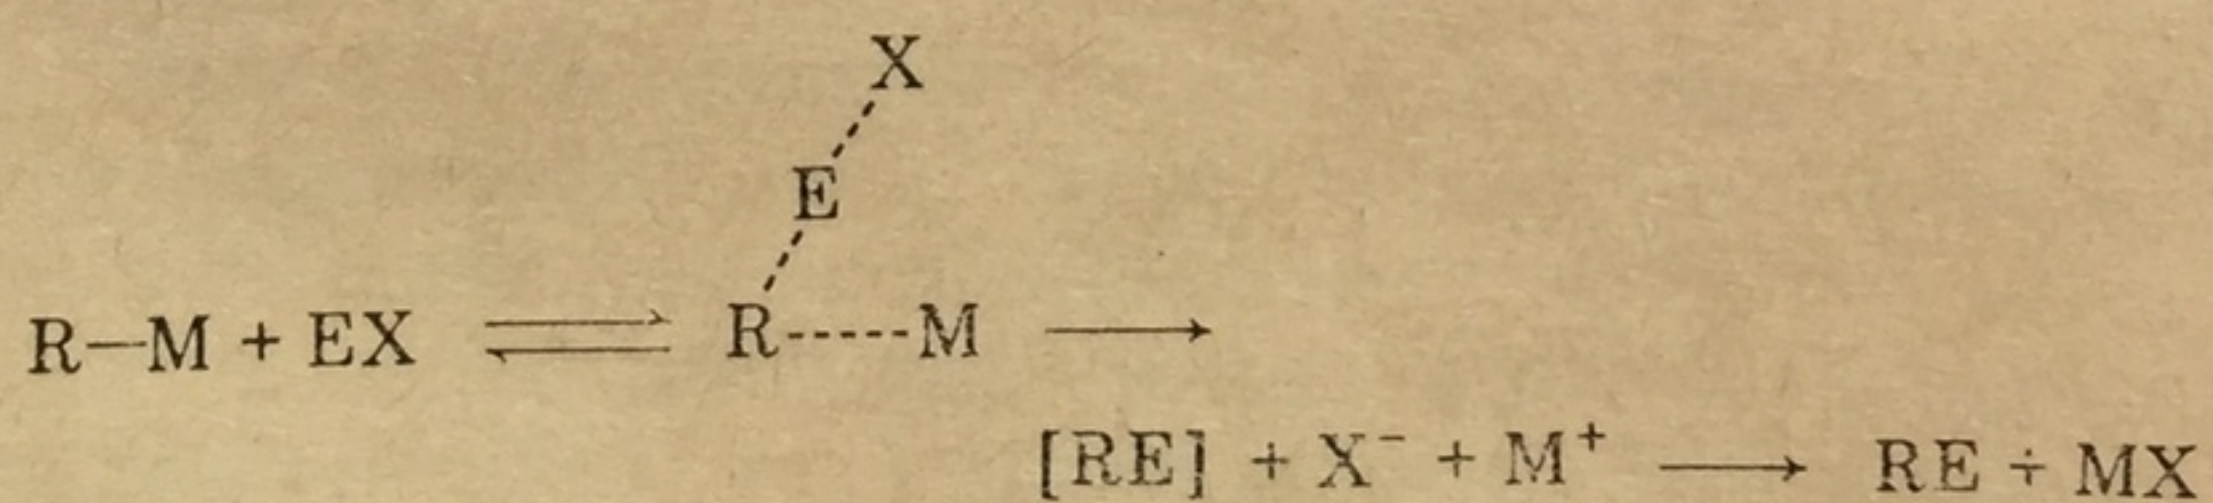 X
E
R—M + EX ⇌ R-----M ⟶
[RE] + X⁻ + M⁺ ⟶ RE + MX